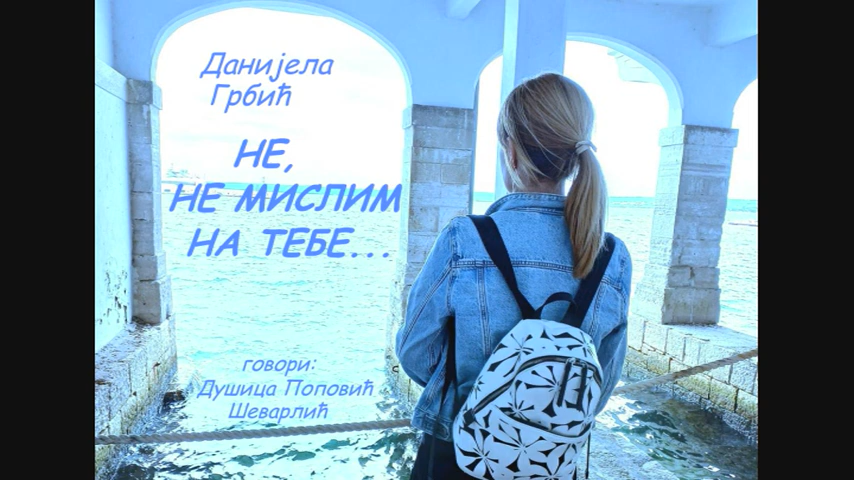 Данијела
Грбић
НЕ,
НЕ МИСЛИМ
НА ТЕБЕ...
говори:
Душица Поповић
Шеварлић